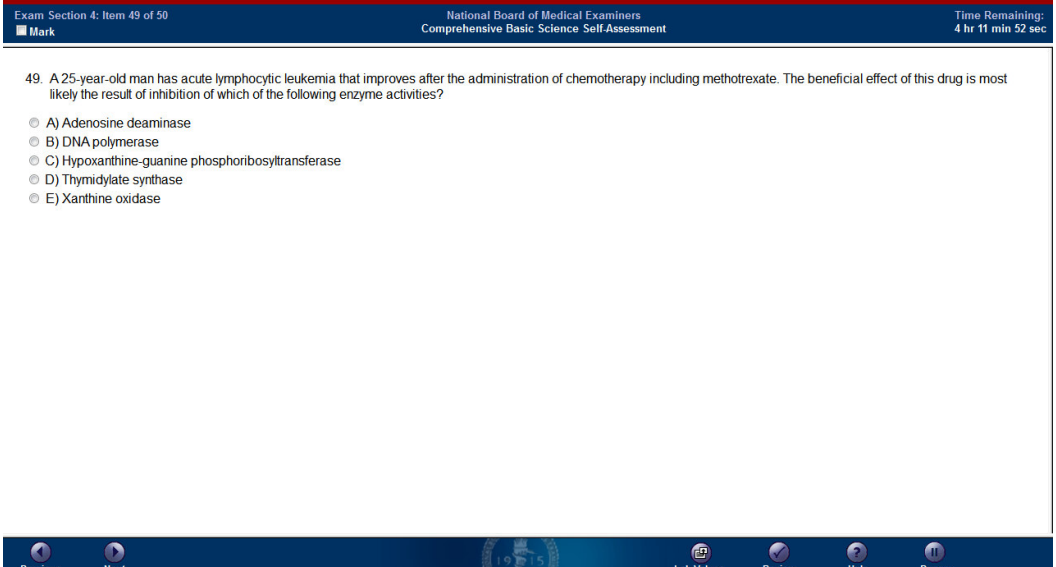 Exam Section 4: Item 49 of 50
National Board of Medical Examiners
Time Remaining:
Mark
Comprehensive Basic Science Self-Assessment
4 hr 11 min 52 sec
49. A 25-year-old man has acute lymphocytic leukemia that improves after the administration of chemotherapy including methotrexate. The beneficial effect of this drug is most
likely the result of inhibition of which of the following enzyme activities?
A) Adenosine deaminase
B) DNA polymerase
C) Hypoxanthine-guanine phosphoribosyltransferase
D) Thymidylate synthase
E) Xanthine oxidase